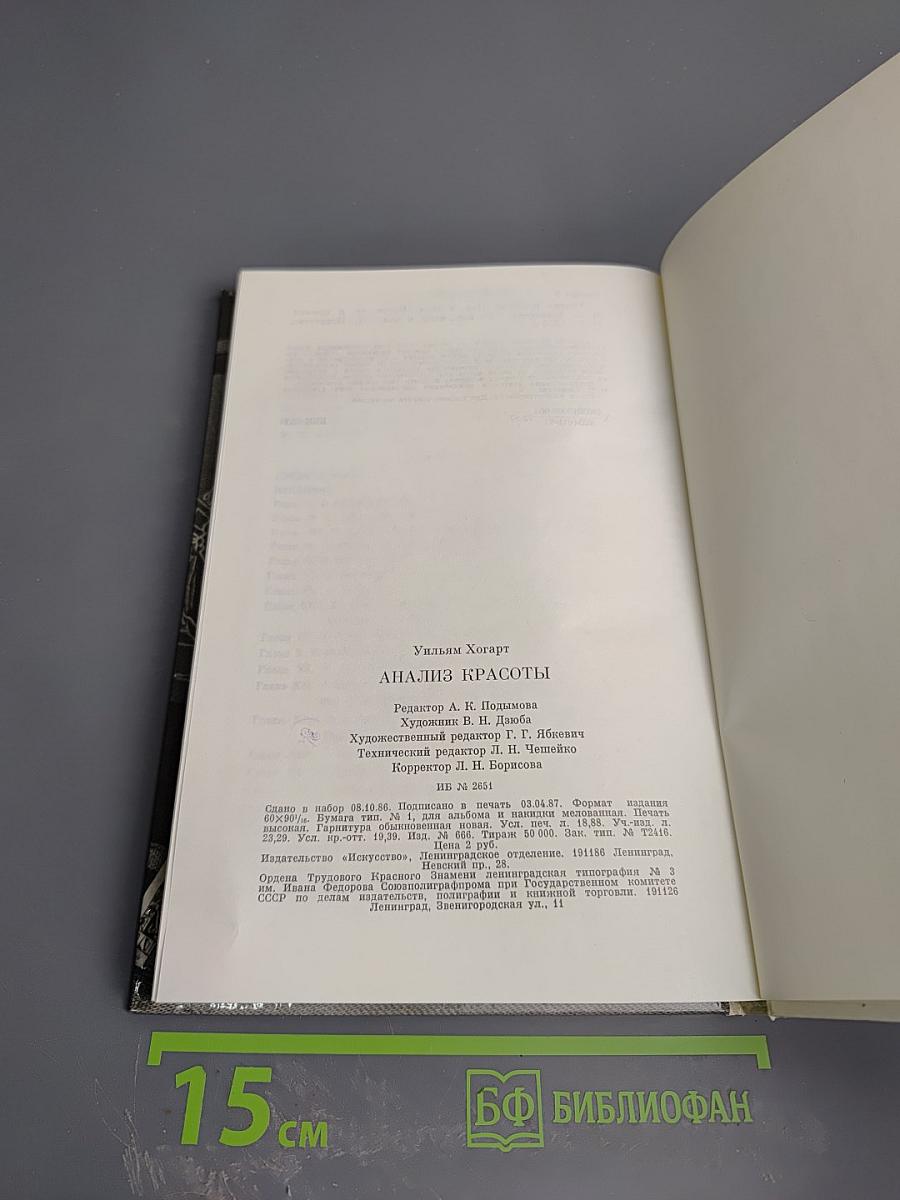 Уильям Хогарт
АНАЛИЗ КРАСОТЫ
Редактор А. К. Подымова
Художник В. Н. Дзюба
Художественный редактор Г. Г. Ябкевич
Технический редактор Л. Н. Чешейко
Корректор Л. Н. Борисова
ИБ № 2651
Сдано в набор 08.10.86. Подписано в печать 03.04.87. Формат издания
60×90¹/₁₆. Бумага тип. № 1, для альбома и накидки мелованная. Печать
высокая. Гарнитура обыкновенная новая. Усл. печ. л. 18,88. Уч.-изд. л.
23,29. Усл. кр.-отт. 19,39. Изд. № 666. Тираж 50 000. Зак. тип. № Т2416.
Цена 2 руб.
Издательство «Искусство», Ленинградское отделение. 191186 Ленинград,
Невский пр., 28.
Ордена Трудового Красного Знамени ленинградская типография № 3
им. Ивана Федорова Союзполиграфпрома при Государственном комитете
СССР по делам издательств, полиграфии и книжной торговли. 191126
Ленинград, Звенигородская ул., 11
15 см
БФ БИБЛИОФАН